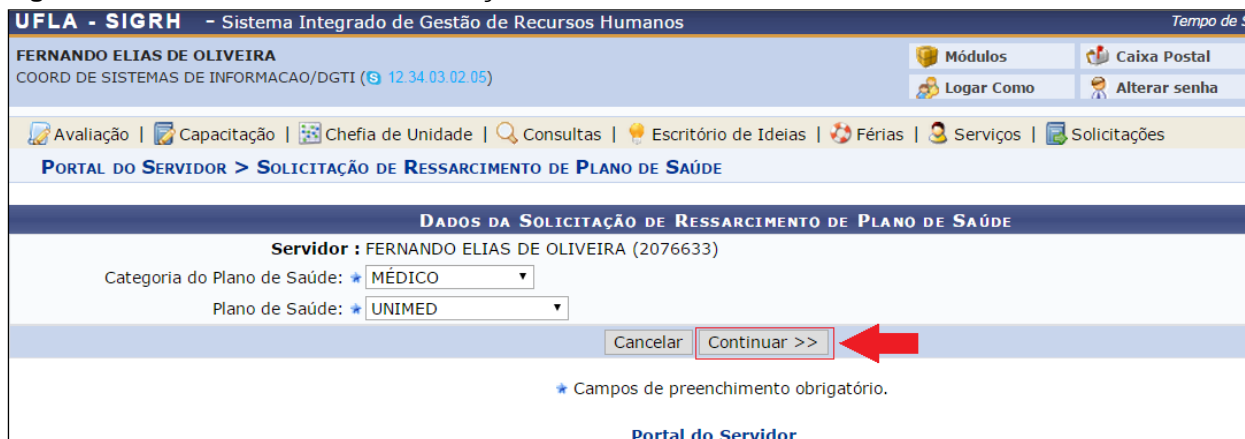 UFLA - SIGRH - Sistema Integrado de Gestão de Recursos Humanos Tempo de
FERNANDO ELIAS DE OLIVEIRA
COORD DE SISTEMAS DE INFORMACAO/DGTI (S 12.34.03.02.05)
Módulos Caixa Postal
Logar Como Alterar senha
Avaliação | Capacitação | Chefia de Unidade | Consultas | Escritório de Ideias | Férias | Serviços | Solicitações
PORTAL DO SERVIDOR > SOLICITAÇÃO DE RESSARCIMENTO DE PLANO DE SAÚDE
DADOS DA SOLICITAÇÃO DE RESSARCIMENTO DE PLANO DE SAÚDE
Servidor : FERNANDO ELIAS DE OLIVEIRA (2076633)
Categoria do Plano de Saúde: MÉDICO
Plano de Saúde: UNIMED
Cancelar Continuar >>
Campos de preenchimento obrigatório.
Portal do Servidor